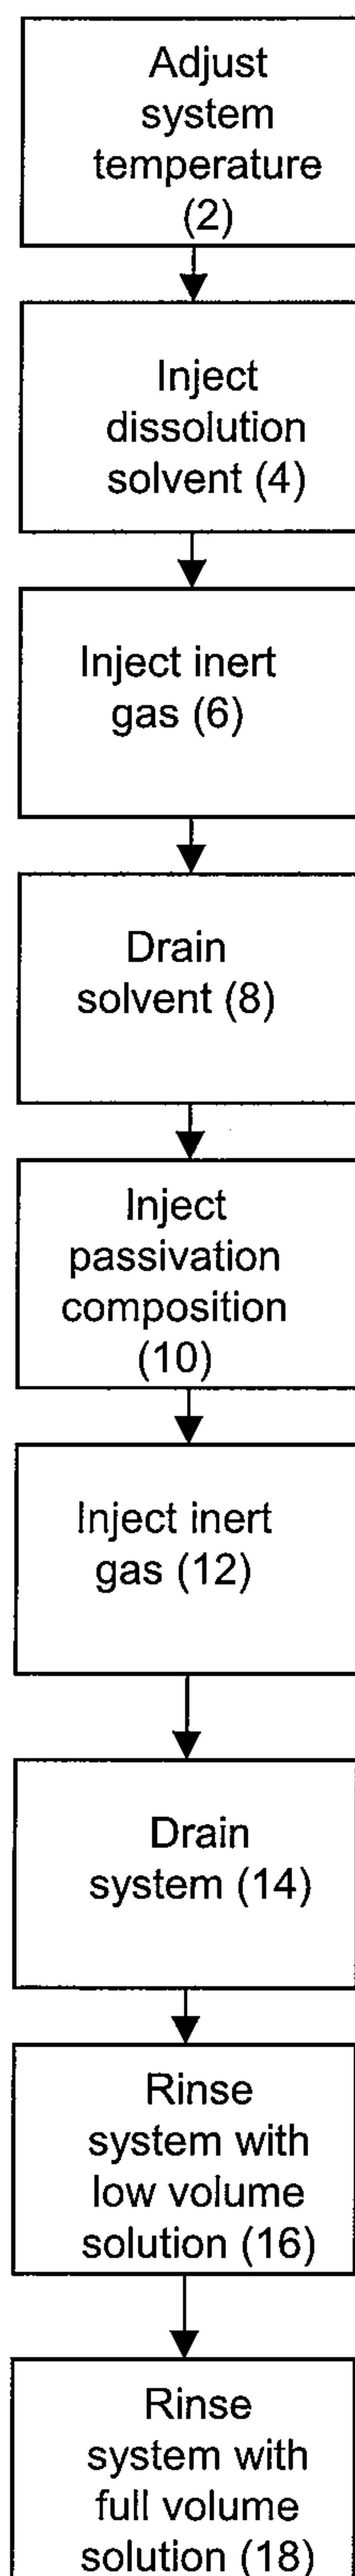 Adjust
system
temperature
(2)
Inject
dissolution
solvent (4)
Inject inert
gas (6)
Drain
solvent (8)
Inject
passivation
composition
(10)
Inject inert
gas (12)
Drain
system (14)
Rinse
system with
low volume
solution (16)
Rinse
system with
full volume
solution (18)